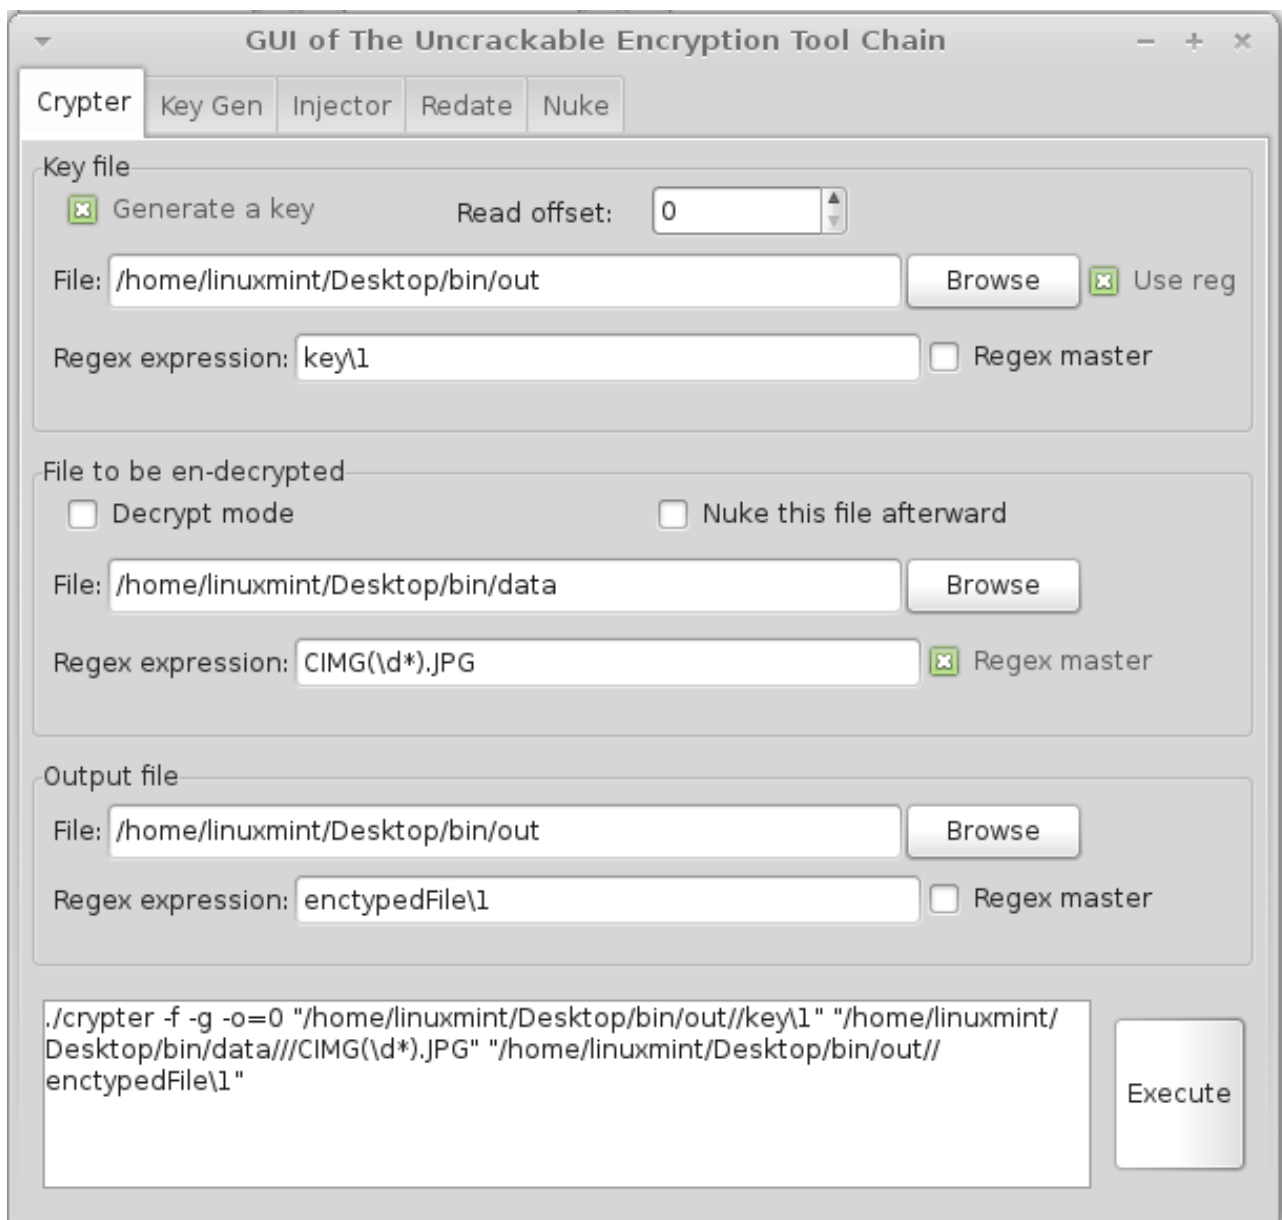 GUI of The Uncrackable Encryption Tool Chain
Crypter Key Gen Injector Redate Nuke
Key file
Generate a key Read offset: 0
File: /home/linuxmint/Desktop/bin/out Browse Use reg
Regex expression: key\1 Regex master
File to be en-decrypted
Decrypt mode Nuke this file afterward
File: /home/linuxmint/Desktop/bin/data Browse
Regex expression: CIMG(\d*).JPG Regex master
Output file
File: /home/linuxmint/Desktop/bin/out Browse
Regex expression: enctypedFile\1 Regex master
./crypter -f -g -o=0 "/home/linuxmint/Desktop/bin/out//key\1" "/home/linuxmint/
Desktop/bin/data///CIMG(\d*).JPG" "/home/linuxmint/Desktop/bin/out//
enctypedFile\1"
Execute